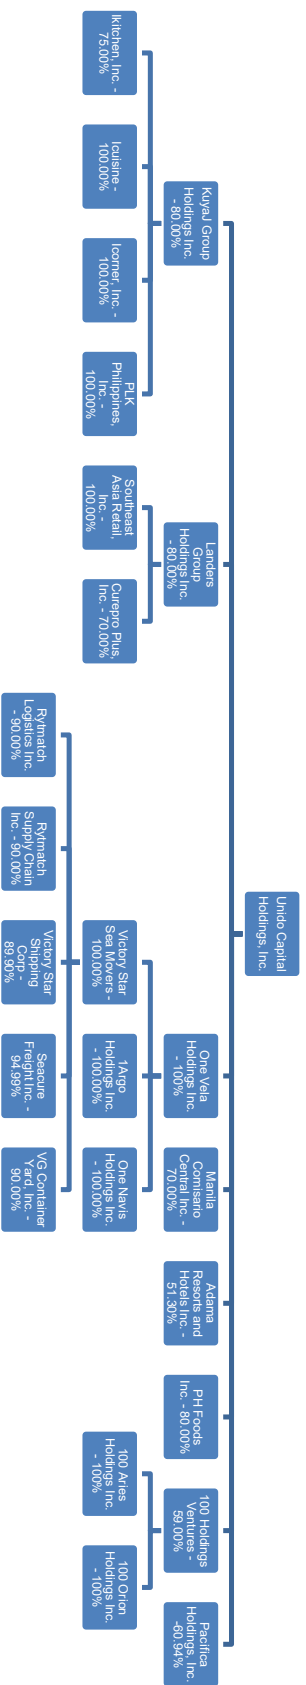 Unido Capital
Holdings, Inc.
KuyaJ Group
Holdings Inc.
- 80.00%
Landers
Group
Holdings Inc.
- 80.00%
One Vela
Holdings Inc.
- 100%
Manila
Comisario
Central Inc. -
70.00%
Adama
Resorts and
Hotels Inc. -
51.30%
PH Foods
Inc. - 80.00%
100 Holdings
Ventures -
59.00%
Pacifica
Holdings, Inc.
-60.94%
Ikitchen, Inc. -
75.00%
Icuisine -
100.00%
Icorner, Inc. -
100.00%
PLK
Philippines,
Inc. -
100.00%
Southeast
Asia Retail,
Inc. -
100.00%
Curepro Plus,
Inc. - 70.00%
Victory Star
Sea Movers -
100.00%
1Argo
Holdings Inc.
- 100.00%
One Navis
Holdings Inc.
- 100.00%
100 Aries
Holdings Inc.
- 100%
100 Orion
Holdings Inc.
- 100%
Rytmatch
Logistics Inc.
- 90.00%
Rytmatch
Supply Chain
Inc. - 90.00%
Victory Star
Shipping
Corp -
89.90%
Seacure
Freight Inc. -
94.99%
VG Container
Yard, Inc. -
90.00%